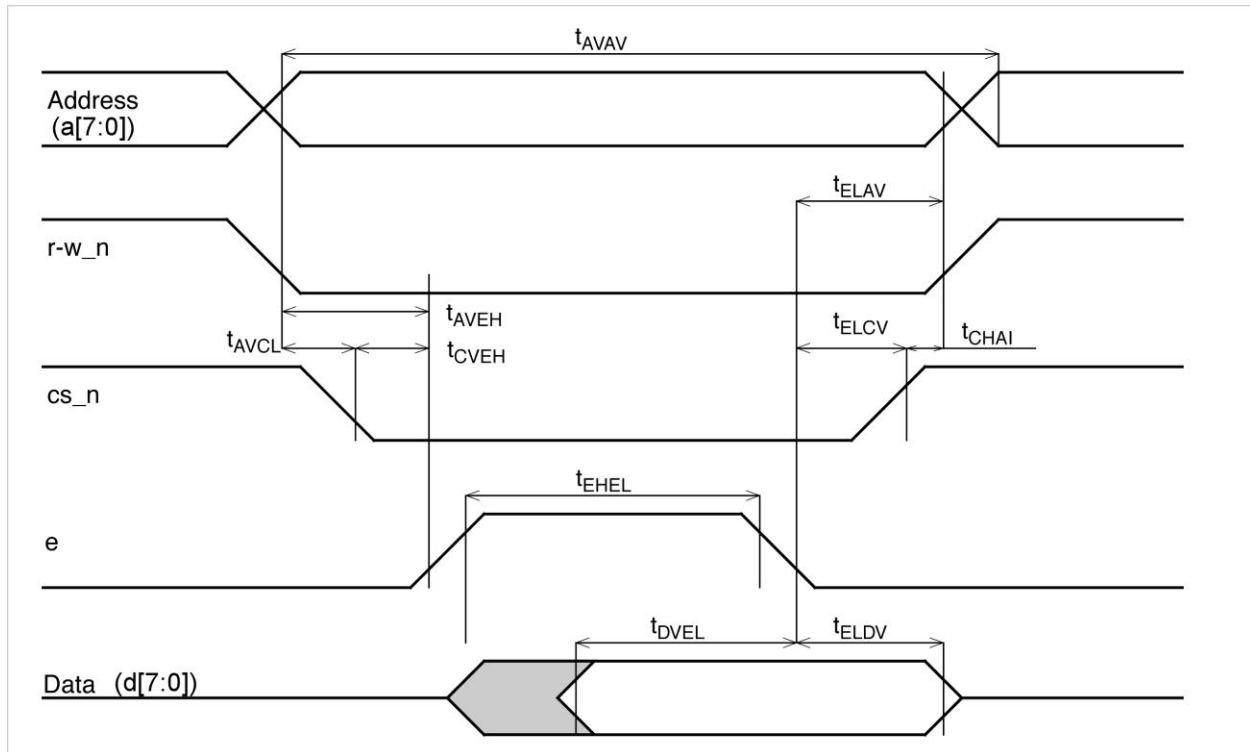 tAVAV
Address
(a[7:0])
tELAV
r-w_n
tAVEH
tELCV
tCHAI
tAVCL
tCVEH
cs_n
tEHEL
e
tDVEL
tELDV
Data (d[7:0])